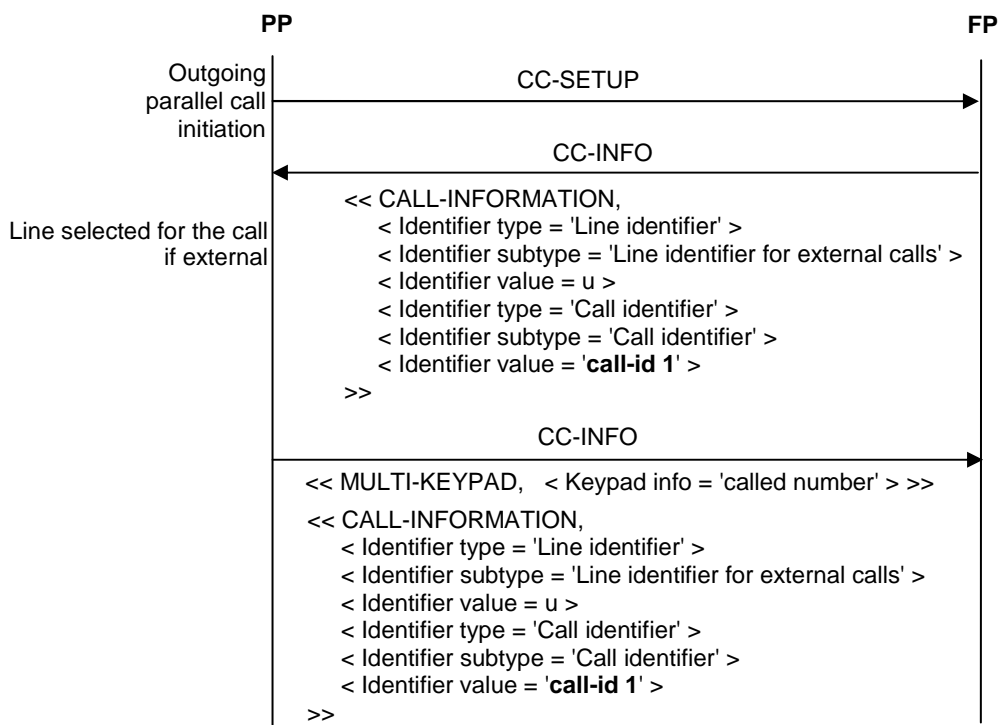 PP
FP
Outgoing
parallel call
initiation
CC-SETUP
CC-INFO
<< CALL-INFORMATION,
< Identifier type = 'Line identifier' >
< Identifier subtype = 'Line identifier for external calls' >
< Identifier value = u >
< Identifier type = 'Call identifier' >
< Identifier subtype = 'Call identifier' >
< Identifier value = 'call-id 1' >
>>
Line selected for the call
if external
CC-INFO
<< MULTI-KEYPAD, < Keypad info = 'called number' > >>
<< CALL-INFORMATION,
< Identifier type = 'Line identifier' >
< Identifier subtype = 'Line identifier for external calls' >
< Identifier value = u >
< Identifier type = 'Call identifier' >
< Identifier subtype = 'Call identifier' >
< Identifier value = 'call-id 1' >
>>